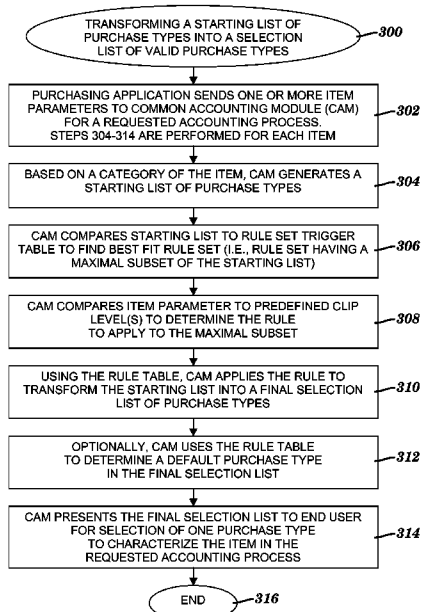 TRANSFORMING A STARTING LIST OF
PURCHASE TYPES INTO A SELECTION
LIST OF VALID PURCHASE TYPES
300
PURCHASING APPLICATION SENDS ONE OR MORE ITEM
PARAMETERS TO COMMON ACCOUNTING MODULE (CAM)
FOR A REQUESTED ACCOUNTING PROCESS.
STEPS 304-314 ARE PERFORMED FOR EACH ITEM
302
BASED ON A CATEGORY OF THE ITEM, CAM GENERATES A
STARTING LIST OF PURCHASE TYPES
304
CAM COMPARES STARTING LIST TO RULE SET TRIGGER
TABLE TO FIND BEST FIT RULE SET (I.E., RULE SET HAVING A
MAXIMAL SUBSET OF THE STARTING LIST)
306
CAM COMPARES ITEM PARAMETER TO PREDEFINED CLIP
LEVEL(S) TO DETERMINE THE RULE
TO APPLY TO THE MAXIMAL SUBSET
308
USING THE RULE TABLE, CAM APPLIES THE RULE TO
TRANSFORM THE STARTING LIST INTO A FINAL SELECTION
LIST OF PURCHASE TYPES
310
OPTIONALLY, CAM USES THE RULE TABLE
TO DETERMINE A DEFAULT PURCHASE TYPE
IN THE FINAL SELECTION LIST
312
CAM PRESENTS THE FINAL SELECTION LIST TO END USER
FOR SELECTION OF ONE PURCHASE TYPE
TO CHARACTERIZE THE ITEM IN THE
REQUESTED ACCOUNTING PROCESS
314
END
316